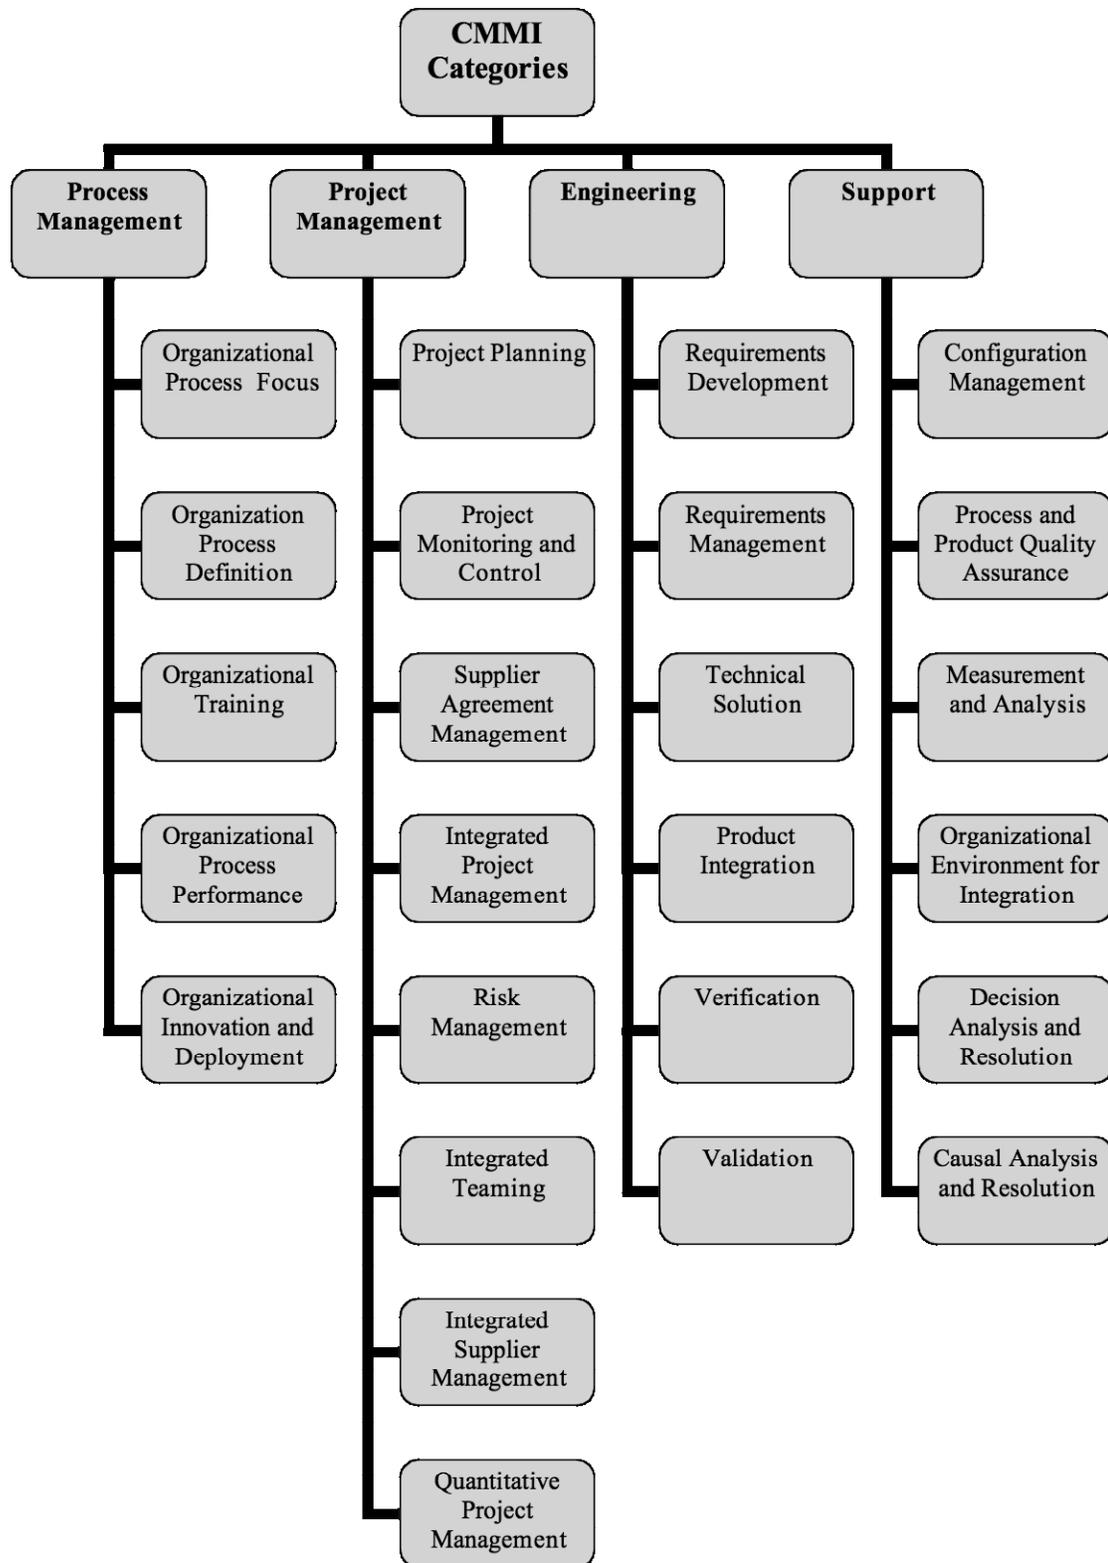 CMMI
Categories
Process
Management
Project
Management
Engineering
Support
Organizational
Process Focus
Organization
Process
Definition
Organizational
Training
Organizational
Process
Performance
Organizational
Innovation and
Deployment
Project Planning
Project
Monitoring and
Control
Supplier
Agreement
Management
Integrated
Project
Management
Risk
Management
Integrated
Teaming
Integrated
Supplier
Management
Quantitative
Project
Management
Requirements
Development
Requirements
Management
Technical
Solution
Product
Integration
Verification
Validation
Configuration
Management
Process and
Product Quality
Assurance
Measurement
and Analysis
Organizational
Environment for
Integration
Decision
Analysis and
Resolution
Causal Analysis
and Resolution